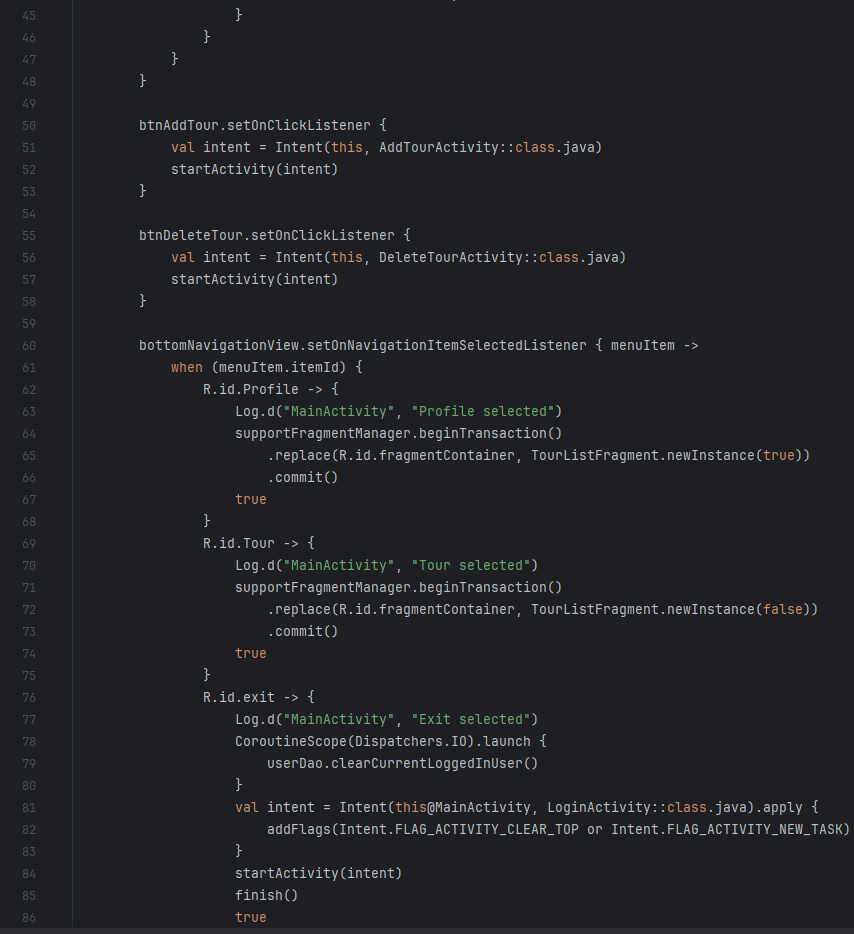 45                         }
46                     }
47                 }
48             }
49
50             btnAddTour.setOnClickListener {
51                 val intent = Intent(this, AddTourActivity::class.java)
52                 startActivity(intent)
53             }
54
55             btnDeleteTour.setOnClickListener {
56                 val intent = Intent(this, DeleteTourActivity::class.java)
57                 startActivity(intent)
58             }
59
60             bottomNavigationView.setOnNavigationItemSelectedListener { menuItem ->
61                 when (menuItem.itemId) {
62                     R.id.Profile -> {
63                         Log.d("MainActivity", "Profile selected")
64                         supportFragmentManager.beginTransaction()
65                             .replace(R.id.fragmentContainer, TourListFragment.newInstance(true))
66                             .commit()
67                         true
68                     }
69                     R.id.Tour -> {
70                         Log.d("MainActivity", "Tour selected")
71                         supportFragmentManager.beginTransaction()
72                             .replace(R.id.fragmentContainer, TourListFragment.newInstance(false))
73                             .commit()
74                         true
75                     }
76                     R.id.exit -> {
77                         Log.d("MainActivity", "Exit selected")
78                         CoroutineScope(Dispatchers.IO).launch {
79                             userDao.clearCurrentLoggedInUser()
80                         }
81                         val intent = Intent(this@MainActivity, LoginActivity::class.java).apply {
82                             addFlags(Intent.FLAG_ACTIVITY_CLEAR_TOP or Intent.FLAG_ACTIVITY_NEW_TASK)
83                         }
84                         startActivity(intent)
85                         finish()
86                         true